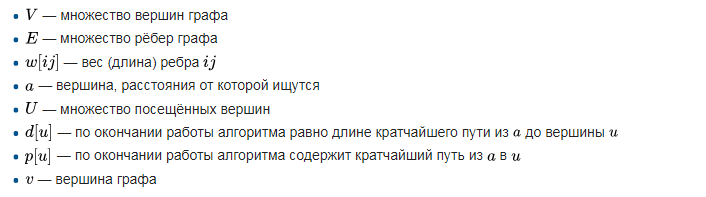 • V — множество вершин графа
• E — множество рёбер графа
• w[ij] — вес (длина) ребра ij
• a — вершина, расстояния от которой ищутся
• U — множество посещённых вершин
• d[u] — по окончании работы алгоритма равно длине кратчайшего пути из a до вершины u
• p[u] — по окончании работы алгоритма содержит кратчайший путь из a в u
• v — вершина графа